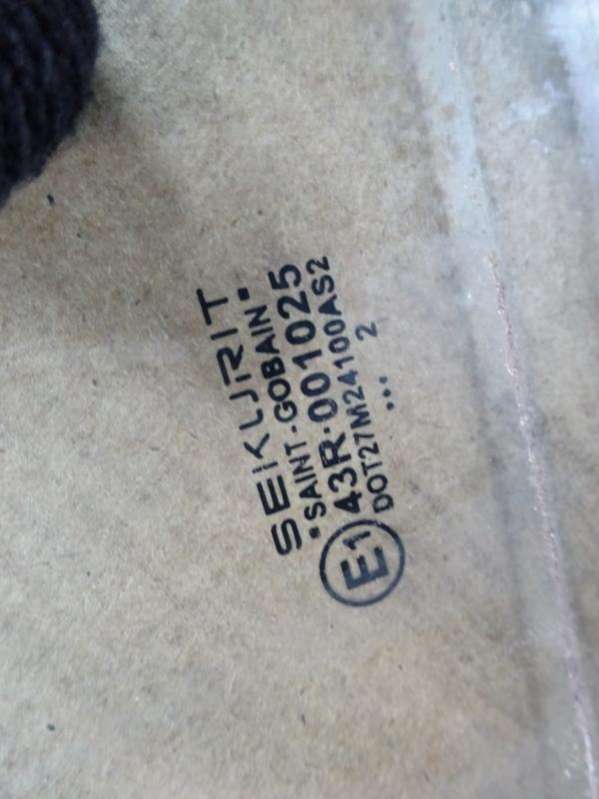 SEKURIT
•SAINT-GOBAIN•
E1 43R-001025
DOT27M24100AS2
... 2